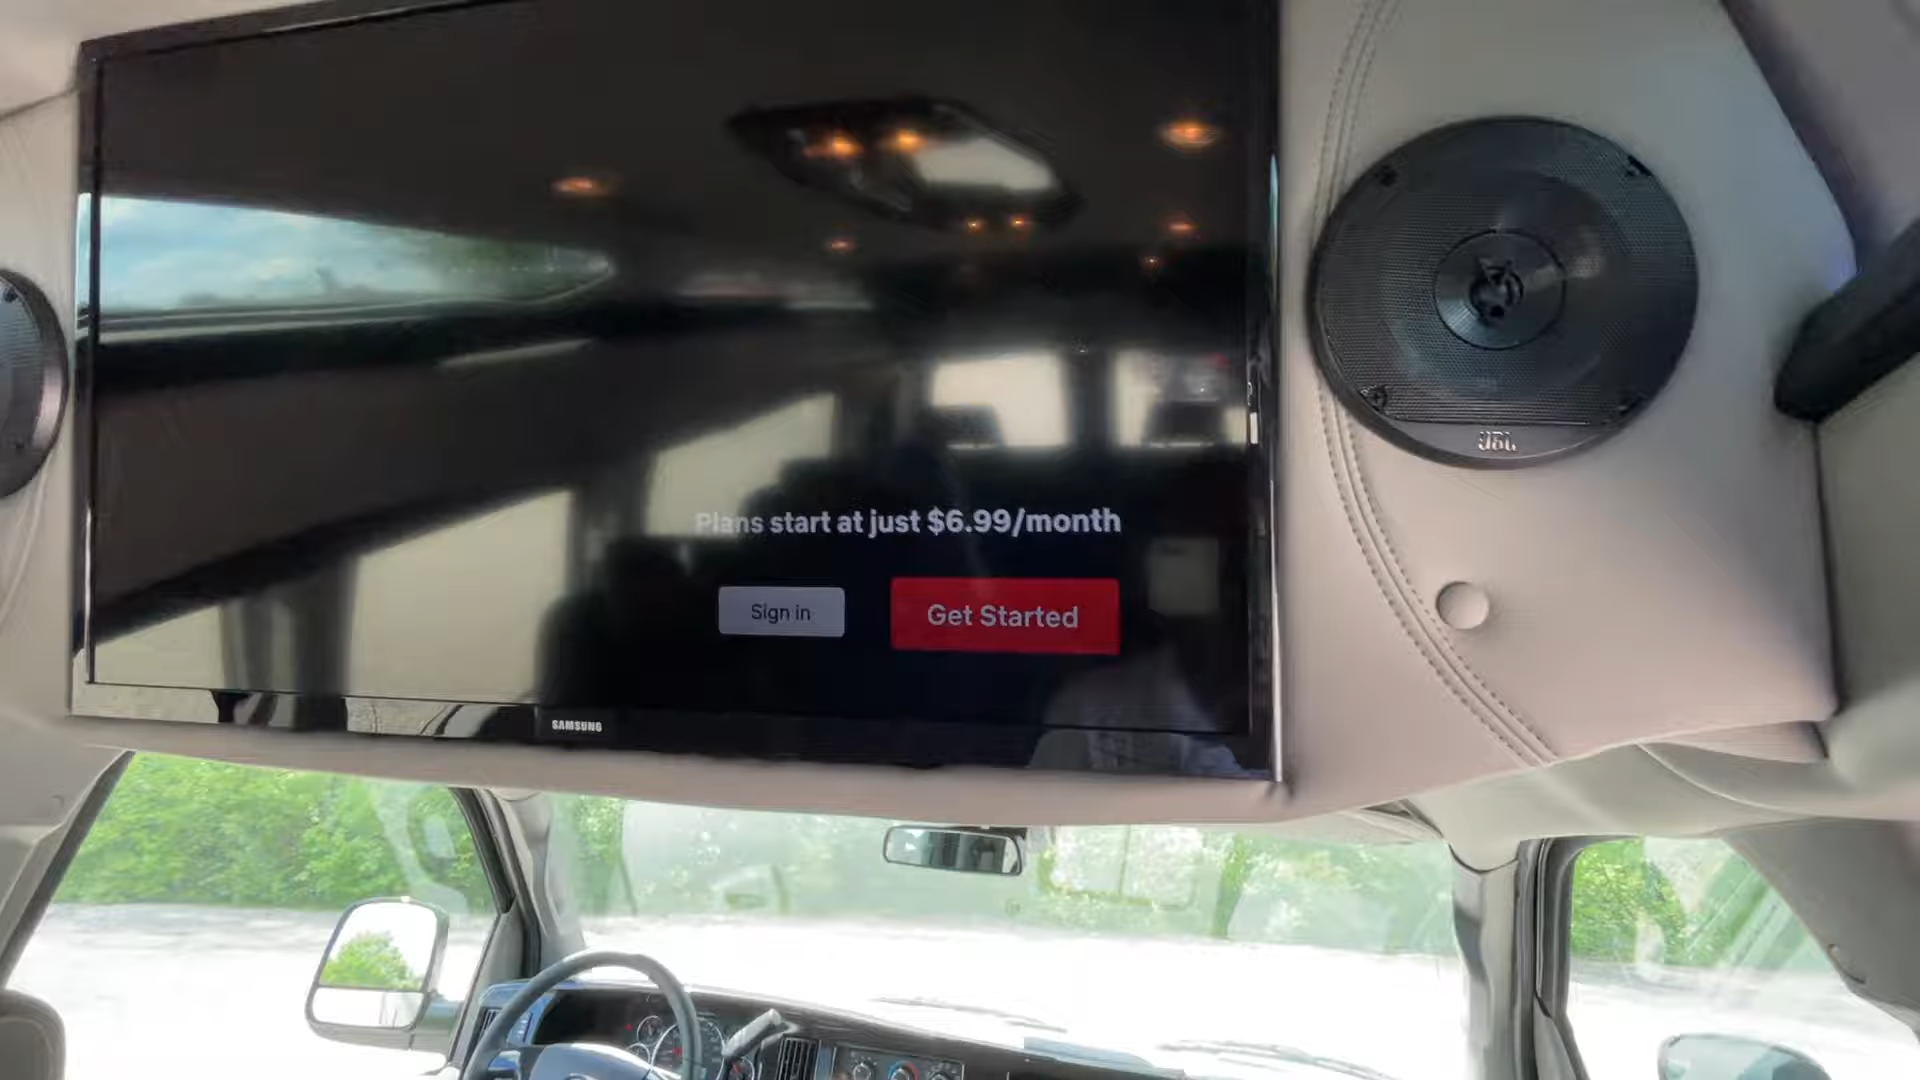 JBL
Plans start at just $6.99/month
Sign in
Get Started
SAMSUNG